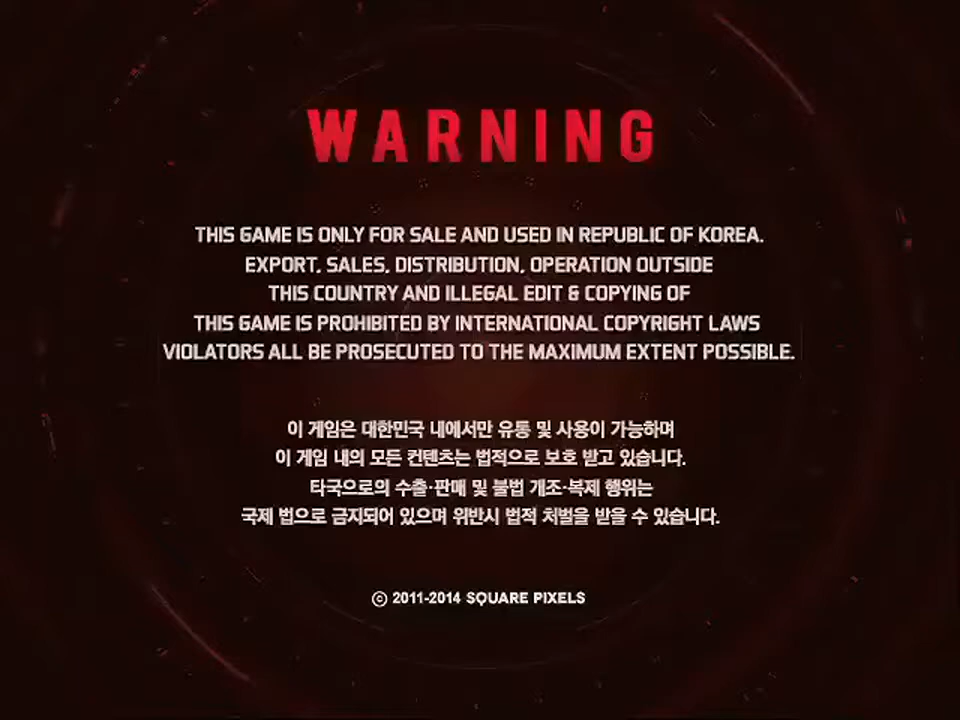 WARNING
THIS GAME IS ONLY FOR SALE AND USED IN REPUBLIC OF KOREA.
EXPORT, SALES, DISTRIBUTION, OPERATION OUTSIDE
THIS COUNTRY AND ILLEGAL EDIT & COPYING OF
THIS GAME IS PROHIBITED BY INTERNATIONAL COPYRIGHT LAWS
VIOLATORS ALL BE PROSECUTED TO THE MAXIMUM EXTENT POSSIBLE.
이 게임은 대한민국 내에서만 유통 및 사용이 가능하며
이 게임 내의 모든 컨텐츠는 법적으로 보호 받고 있습니다.
타국으로의 수출·판매 및 불법 개조·복제 행위는
국제 법으로 금지되어 있으며 위반시 법적 처벌을 받을 수 있습니다.
© 2011-2014 SQUARE PIXELS